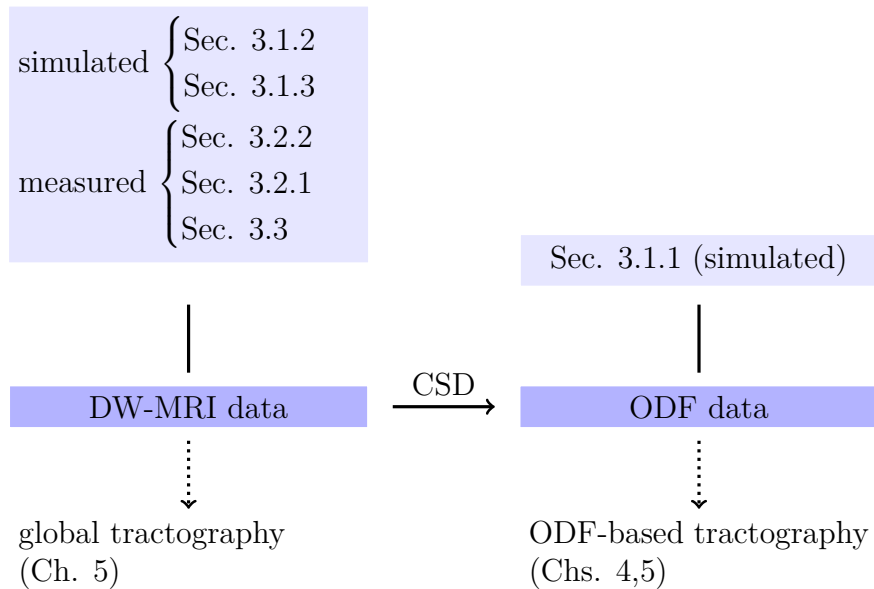 simulated
Sec. 3.1.2
Sec. 3.1.3
measured
Sec. 3.2.2
Sec. 3.2.1
Sec. 3.3
Sec. 3.1.1 (simulated)
DW-MRI data
CSD
ODF data
global tractography
(Ch. 5)
ODF-based tractography
(Chs. 4,5)